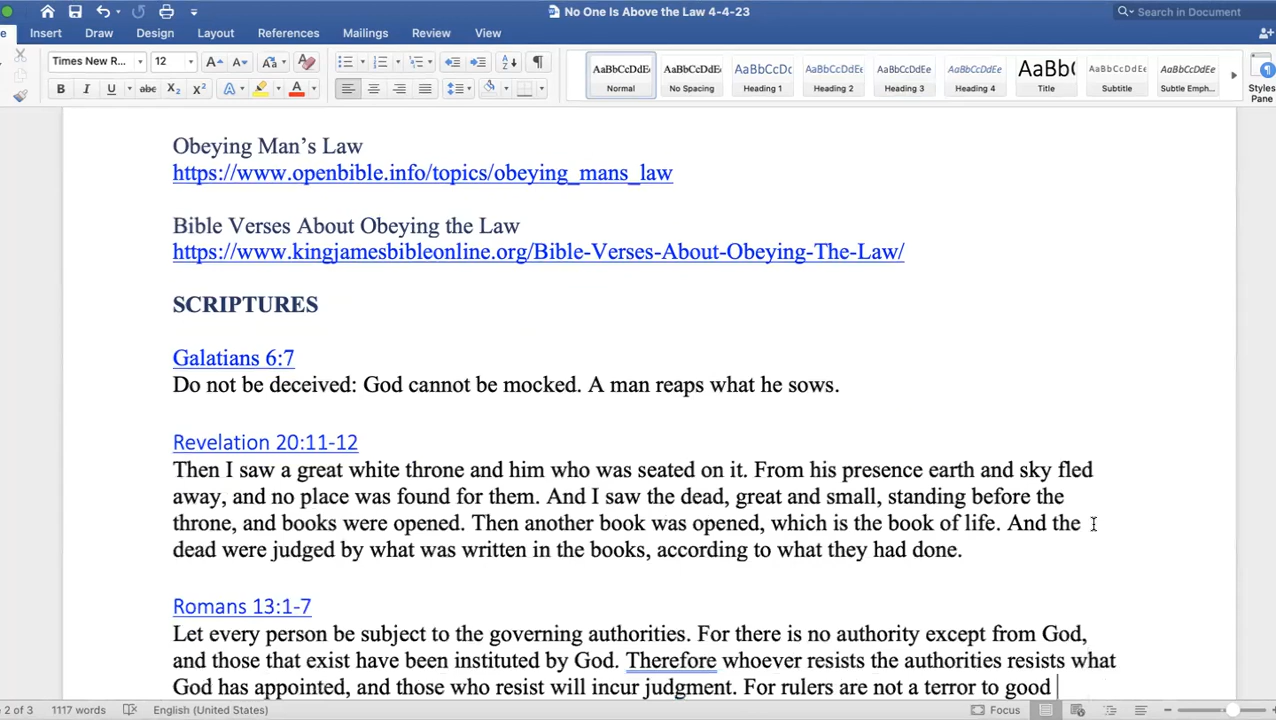 No One Is Above the Law 4-4-23
Search in Document
Insert Draw Design Layout References Mailings Review View
Times New R... 12
AaBbCcDdEe AaBbCcDdEe AaBbCcDc AaBbCcDdEe AaBbCcDdEe AaBbCcDdEe AaBb( AaBbCcDdEe AaBbCcDdEe
Normal No Spacing Heading 1 Heading 2 Heading 3 Heading 4 Title Subtitle Subtle Emph... Styles
Pane
Obeying Man’s Law
https://www.openbible.info/topics/obeying_mans_law
Bible Verses About Obeying the Law
https://www.kingjamesbibleonline.org/Bible-Verses-About-Obeying-The-Law/
SCRIPTURES
Galatians 6:7
Do not be deceived: God cannot be mocked. A man reaps what he sows.
Revelation 20:11-12
Then I saw a great white throne and him who was seated on it. From his presence earth and sky fled
away, and no place was found for them. And I saw the dead, great and small, standing before the
throne, and books were opened. Then another book was opened, which is the book of life. And the
dead were judged by what was written in the books, according to what they had done.
Romans 13:1-7
Let every person be subject to the governing authorities. For there is no authority except from God,
and those that exist have been instituted by God. Therefore whoever resists the authorities resists what
God has appointed, and those who resist will incur judgment. For rulers are not a terror to good
2 of 3 1117 words English (United States) Focus